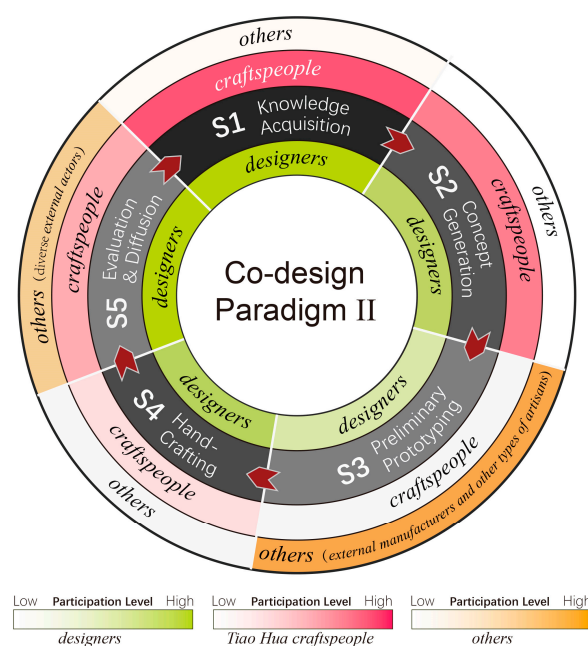 others
craftspeople
S1 Knowledge
Acquisition
designers
others
craftspeople
S2 Concept
Generation
designers
others (external manufacturers and other types of artisans)
craftspeople
S3 Preliminary
Prototyping
designers
others
craftspeople
S4 Hand-
Crafting
designers
others (diverse external actors)
craftspeople
S5 Evaluation
& Diffusion
designers
Co-design
Paradigm II
Low Participation Level High
designers
Low Participation Level High
Tiao Hua craftspeople
Low Participation Level High
others